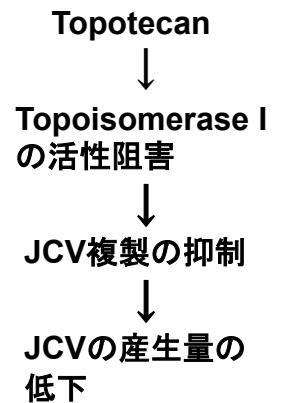 Topotecan
↓
Topoisomerase I
の活性阻害
↓
JCV複製の抑制
↓
JCVの産生量の
低下